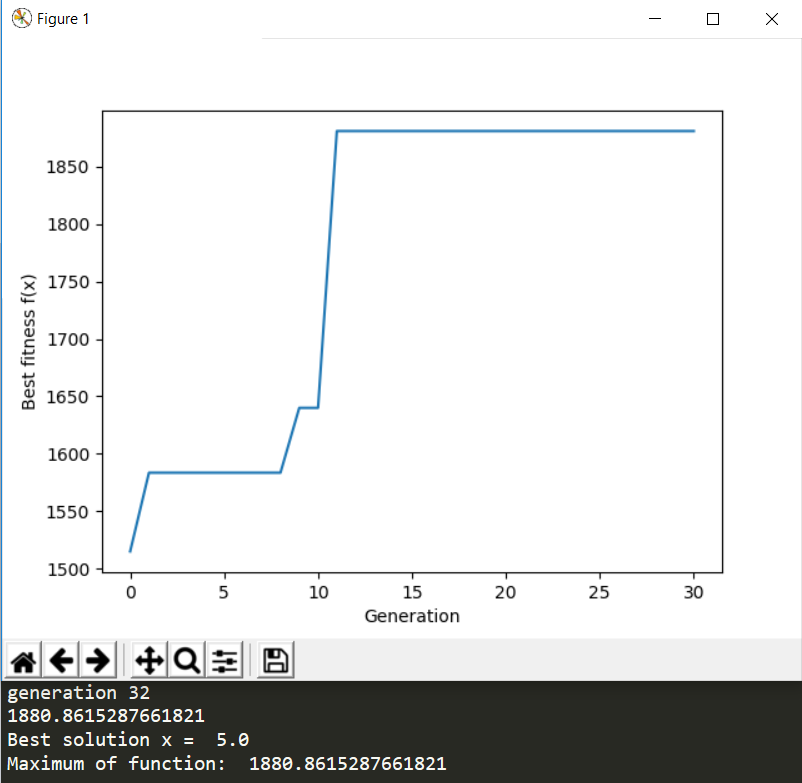 Figure 1
1850
1800
1750
1700
1650
1600
1550
1500
Best fitness f(x)
0 5 10 15 20 25 30
Generation
generation 32
1880.8615287661821
Best solution x =  5.0
Maximum of function:  1880.8615287661821